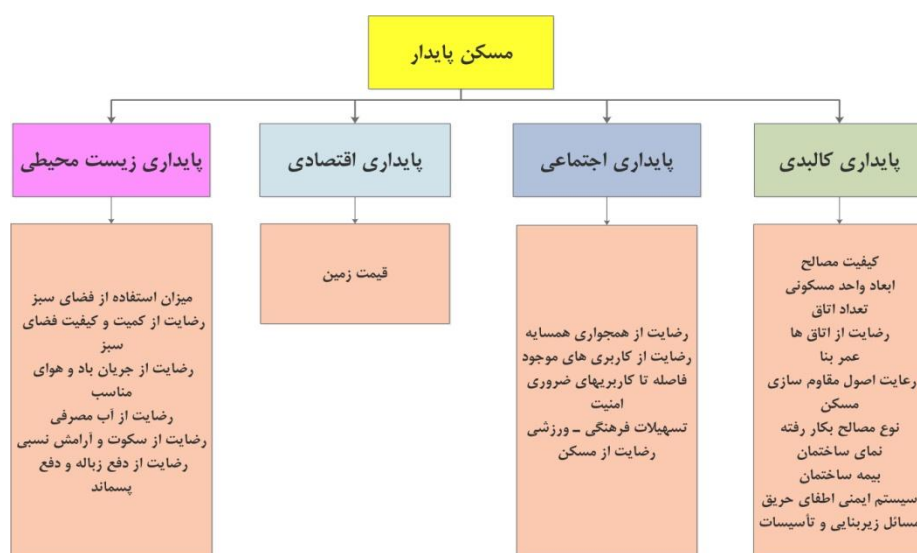 مسکن پایدار
پایداری کالبدی
پایداری اجتماعی
پایداری اقتصادی
پایداری زیست محیطی
کیفیت مصالح
ابعاد واحد مسکونی
تعداد اتاق
رضایت از اتاق ها
عمر بنا
رعایت اصول مقاوم سازی
مسکن
نوع مصالح بکار رفته
نمای ساختمان
بیمه ساختمان
سیستم ایمنی اطفای حریق
مسائل زیربنایی و تأسیسات
رضایت از همجواری همسایه
رضایت از کاربری های موجود
فاصله تا کاربریهای ضروری
امنیت
تسهیلات فرهنگی ــ ورزشی
رضایت از مسکن
قیمت زمین
میزان استفاده از فضای سبز
رضایت از کمیت و کیفیت فضای
سبز
رضایت از جریان باد و هوای
مناسب
رضایت از آب مصرفی
رضایت از سکوت و آرامش نسبی
رضایت از دفع زباله و دفع
پسماند